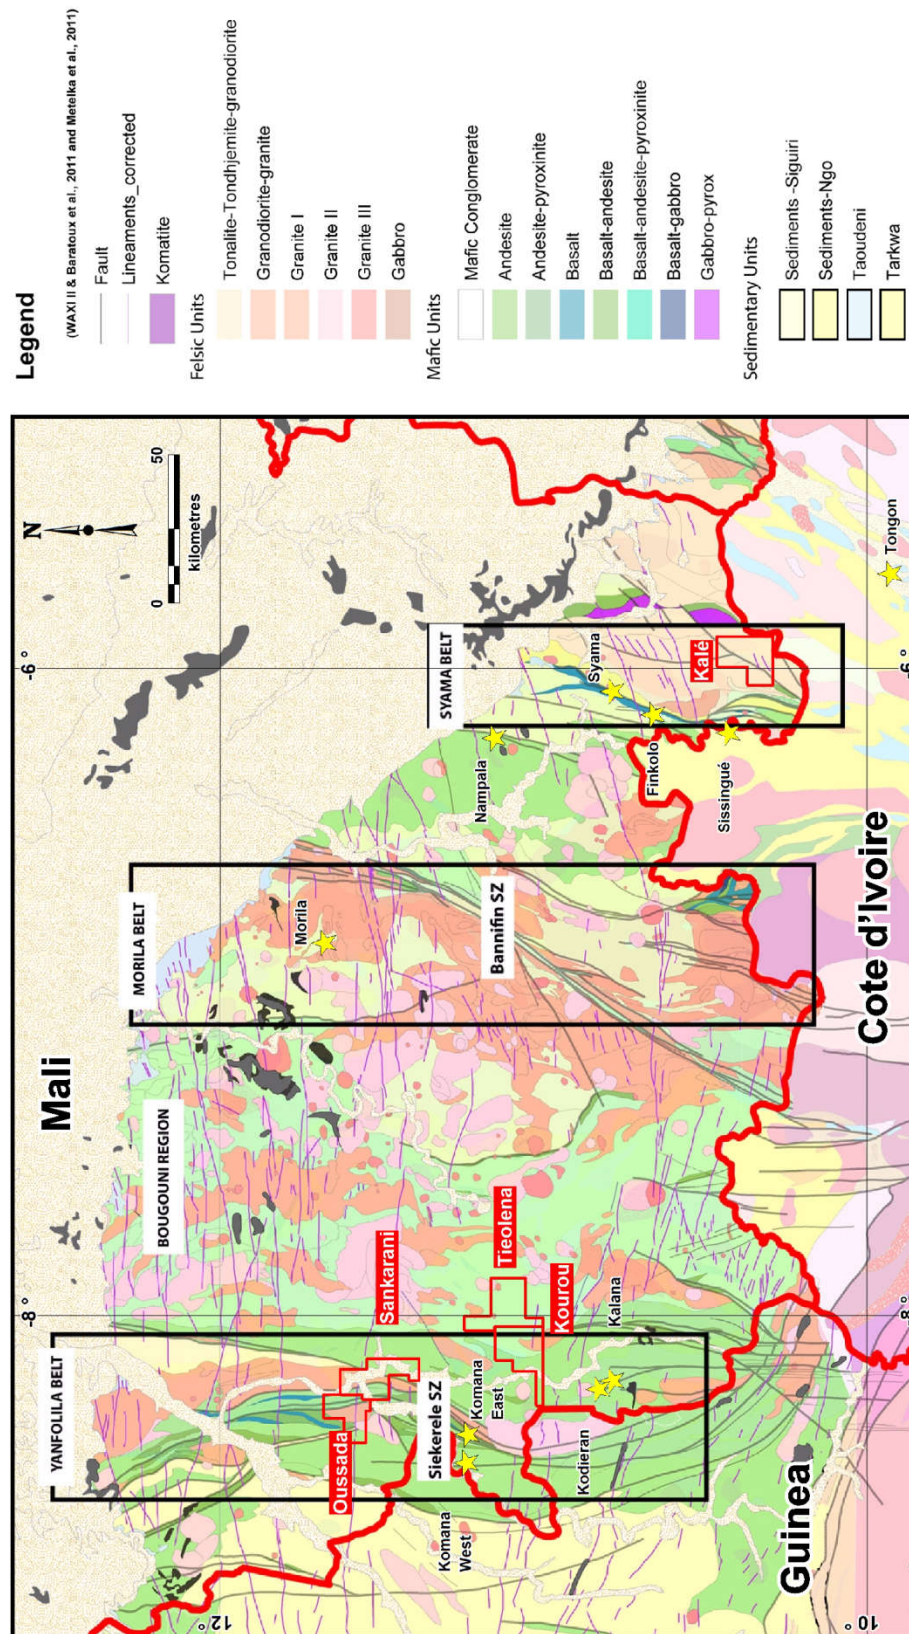 Legend
(WAXI II & Baratoux et al., 2011 and Metelka et al., 2011)
Fault
Lineaments_corrected
Komatite
Felsic Units
Tonalite-Tondhjemite-granodiorite
Granodiorite-granite
Granite I
Granite II
Granite III
Gabbro
Mafic Units
Mafic Conglomerate
Andesite
Andesite-pyroxinite
Basalt
Basalt-andesite
Basalt-andesite-pyroxinite
Basalt-gabbro
Gabbro-pyrox
Sedimentary Units
Sediments -Siguiri
Sediments-Ngo
Taoudeni
Tarkwa
Mali
N
0
50
kilometres
-8 °
-6 °
12 °
10 °
YANFOLILA BELT
BOUGOUNI REGION
MORILA BELT
SYAMA BELT
Morila
Oussada
Sankarani
Siekerele SZ
Komana
West
Komana
East
Tieolena
Kourou
Kodieran
Kalana
Bannifin SZ
Nampala
Syama
Finkolo
Sissingué
Kalé
Tongon
Guinea
Cote d'Ivoire
-8 °
-6 °